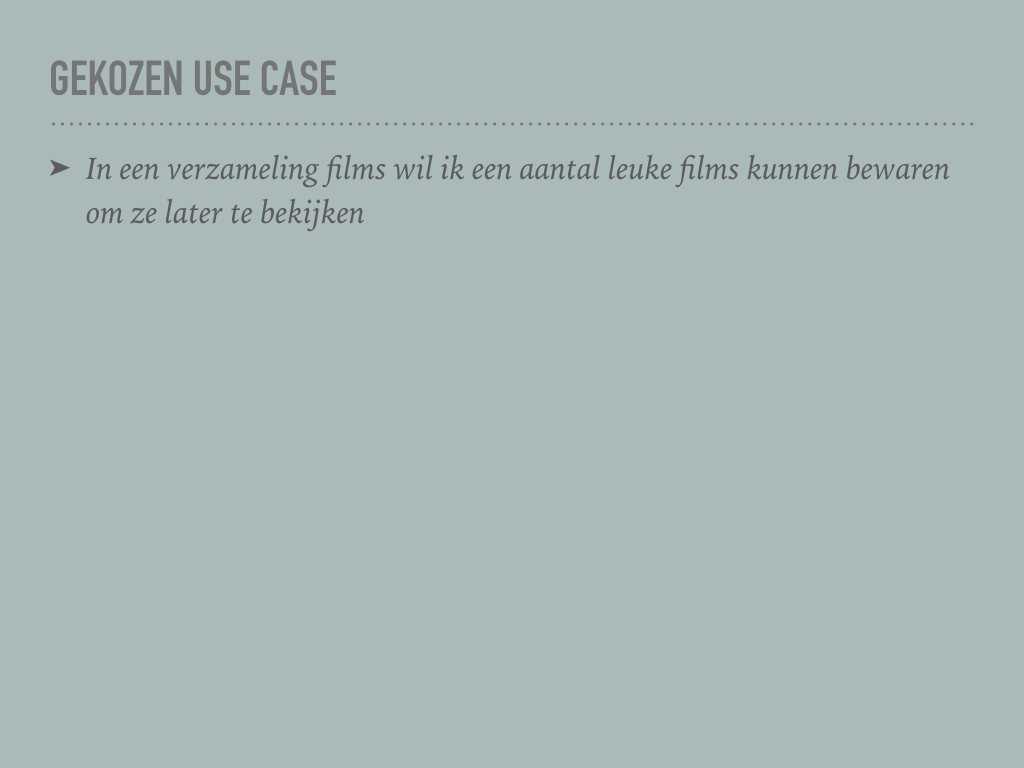 GEKOZEN USE CASE
➤ In een verzameling films wil ik een aantal leuke films kunnen bewaren
om ze later te bekijken